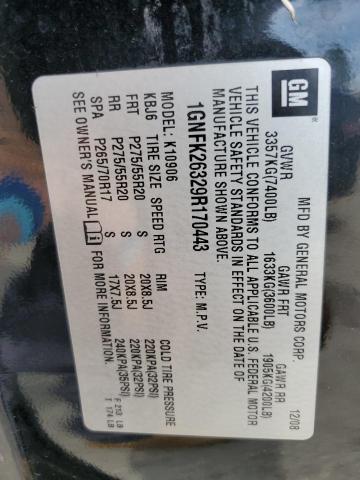 GM ®
MFD BY GENERAL MOTORS CORP. 12/08
GVWR GAWR FRT GAWR RR
3357KG(7400LB) 1633KG(3600LB) 1905KG(4200LB)
THIS VEHICLE CONFORMS TO ALL APPLICABLE U.S. FEDERAL MOTOR
VEHICLE SAFETY STANDARDS IN EFFECT ON THE DATE OF
MANUFACTURE SHOWN ABOVE.
1GNFK26329R170443 TYPE: M.P.V.
MODEL: K10906
KBJ6 TIRE SIZE SPEED RTG RIM COLD TIRE PRESSURE
FRT P275/55R20 S 20X8.5J 220KPA(32PSI)
RR P275/55R20 S 20X8.5J 220KPA(32PSI)
SPA P265/70R17 S 17X7.5J 240KPA(35PSI)
SEE OWNER'S MANUAL i FOR MORE INFORMATION.
F 213 LB
T 174 LB